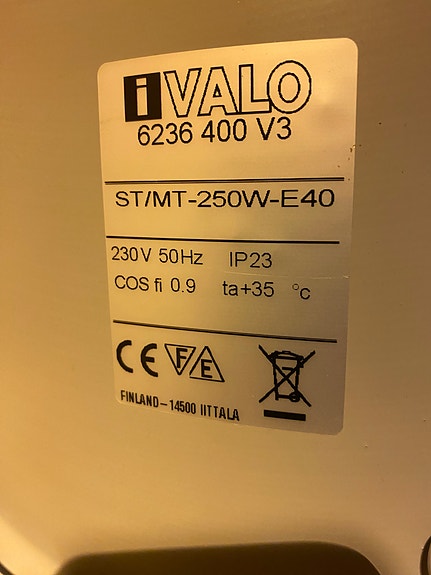 iVALO
6236 400 V3
ST/MT-250W-E40
230V 50Hz IP23
COS fi 0.9 ta+35 °c
CE F E
FINLAND-14500 IITTALA